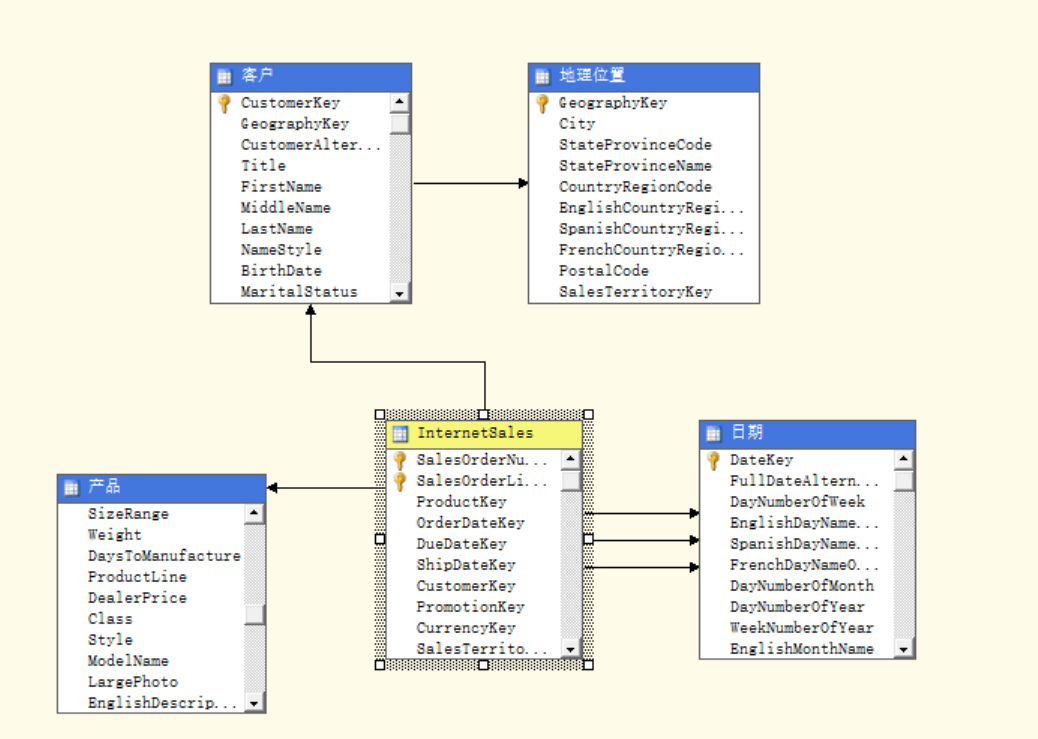 客户
CustomerKey
GeographyKey
CustomerAlter...
Title
FirstName
MiddleName
LastName
NameStyle
BirthDate
MaritalStatus
地理位置
GeographyKey
City
StateProvinceCode
StateProvinceName
CountryRegionCode
EnglishCountryRegi...
SpanishCountryRegi...
FrenchCountryRegio...
PostalCode
SalesTerritoryKey
产品
SizeRange
Weight
DaysToManufacture
ProductLine
DealerPrice
Class
Style
ModelName
LargePhoto
EnglishDescrip...
InternetSales
SalesOrderNu...
SalesOrderLi...
ProductKey
OrderDateKey
DueDateKey
ShipDateKey
CustomerKey
PromotionKey
CurrencyKey
SalesTerrito...
日期
DateKey
FullDateAltern...
DayNumberOfWeek
EnglishDayName...
SpanishDayName...
FrenchDayNameO...
DayNumberOfMonth
DayNumberOfYear
WeekNumberOfYear
EnglishMonthName